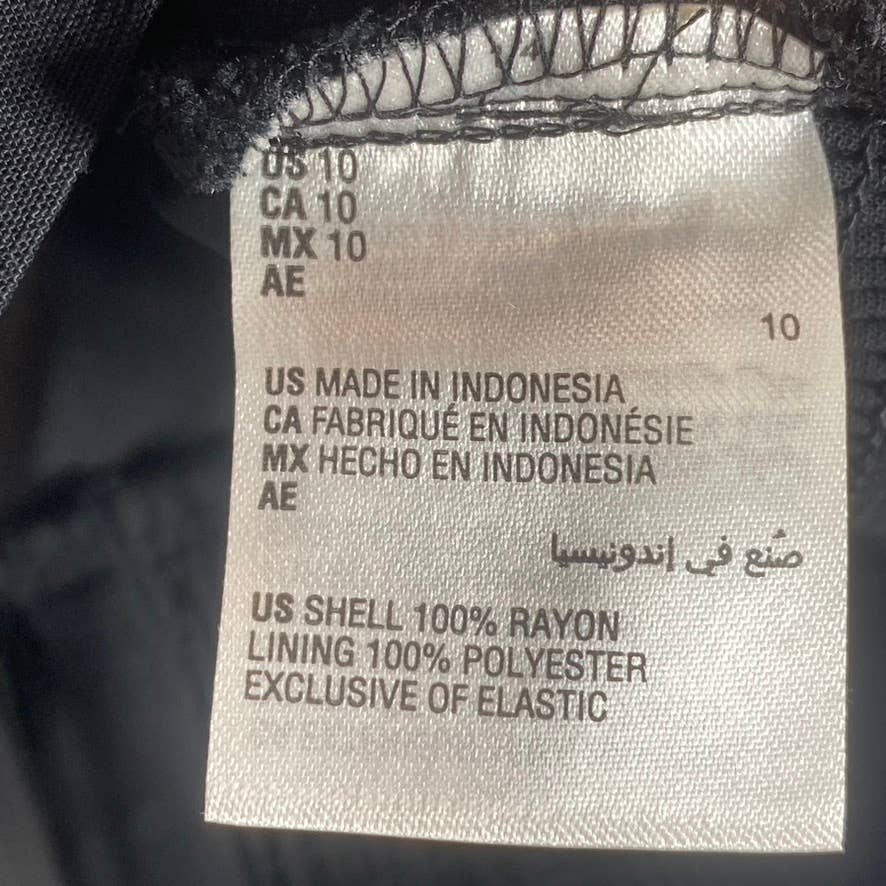 US 10
CA 10
MX 10
AE
10
US MADE IN INDONESIA
CA FABRIQUÉ EN INDONÉSIE
MX HECHO EN INDONESIA
AE
صُنع في إندونيسيا
US SHELL 100% RAYON
LINING 100% POLYESTER
EXCLUSIVE OF ELASTIC